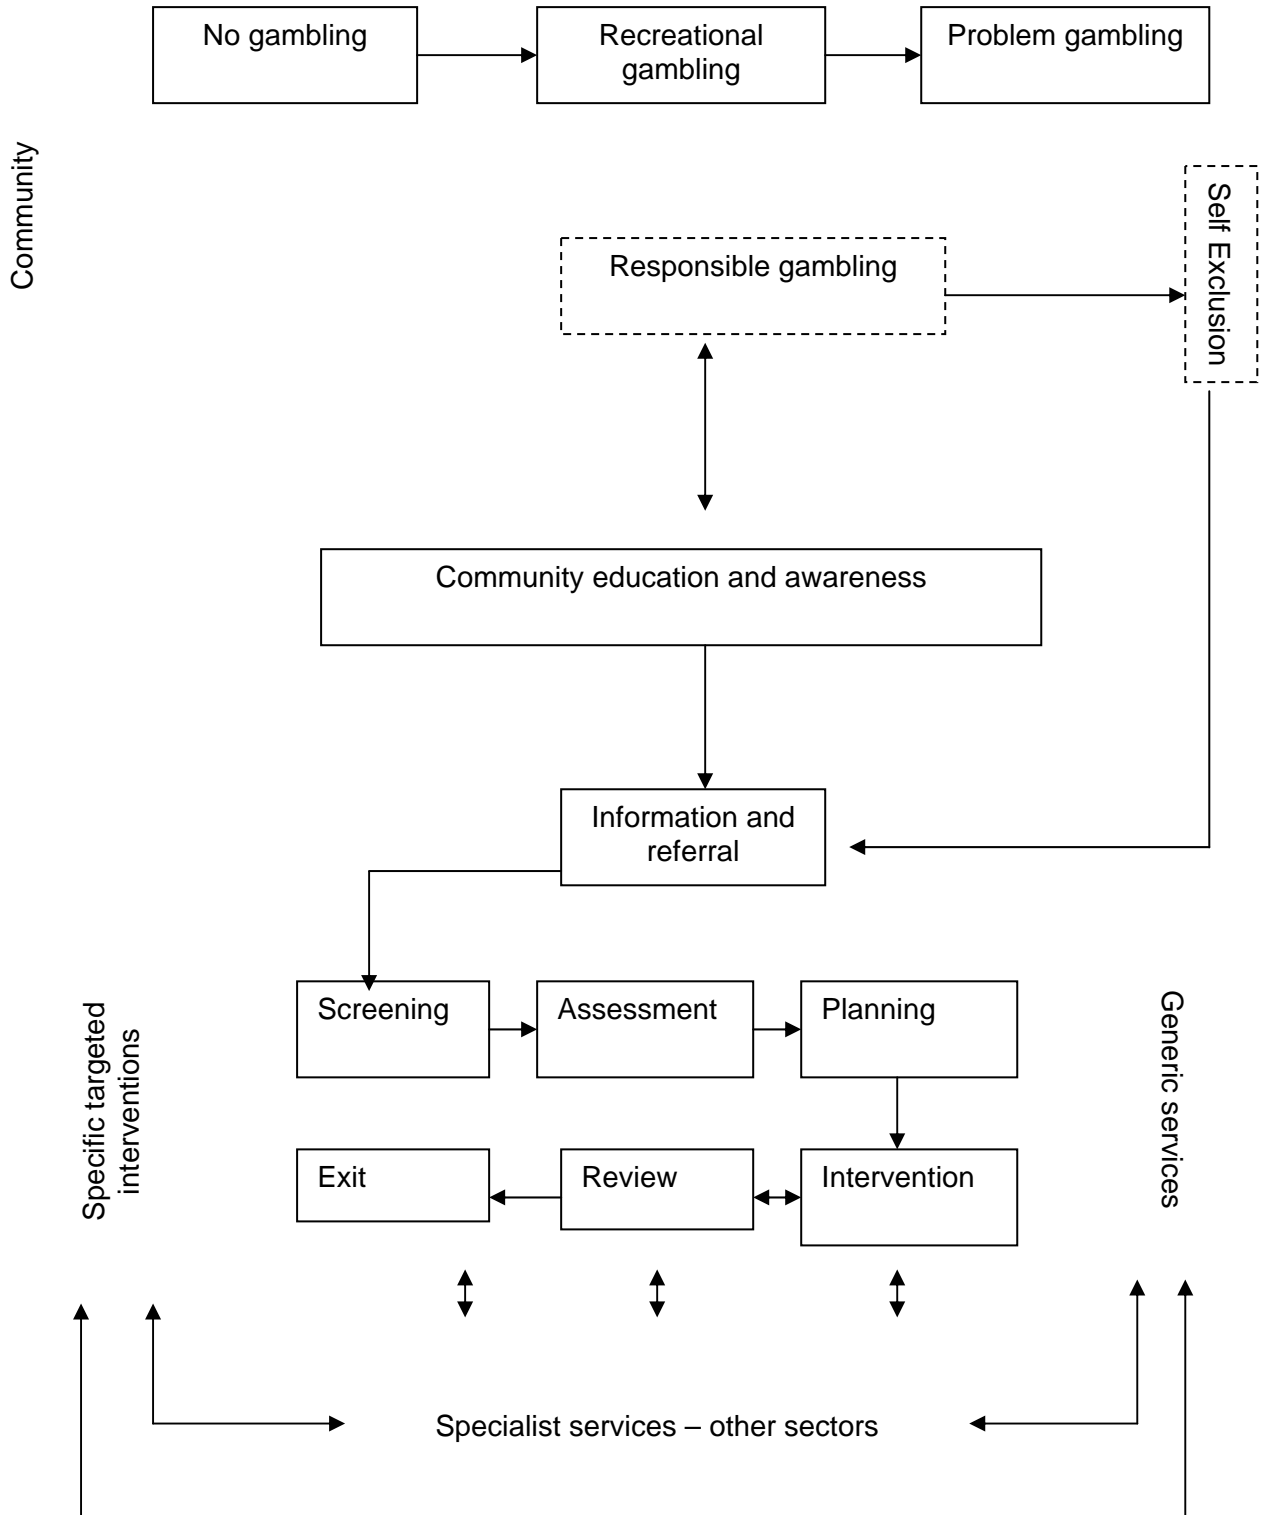 No gambling
Recreational
gambling
Problem gambling
Community
Self Exclusion
Responsible gambling
Community education and awareness
Information and
referral
Screening
Assessment
Planning
Specific targeted
interventions
Generic services
Exit
Review
Intervention
Specialist services – other sectors